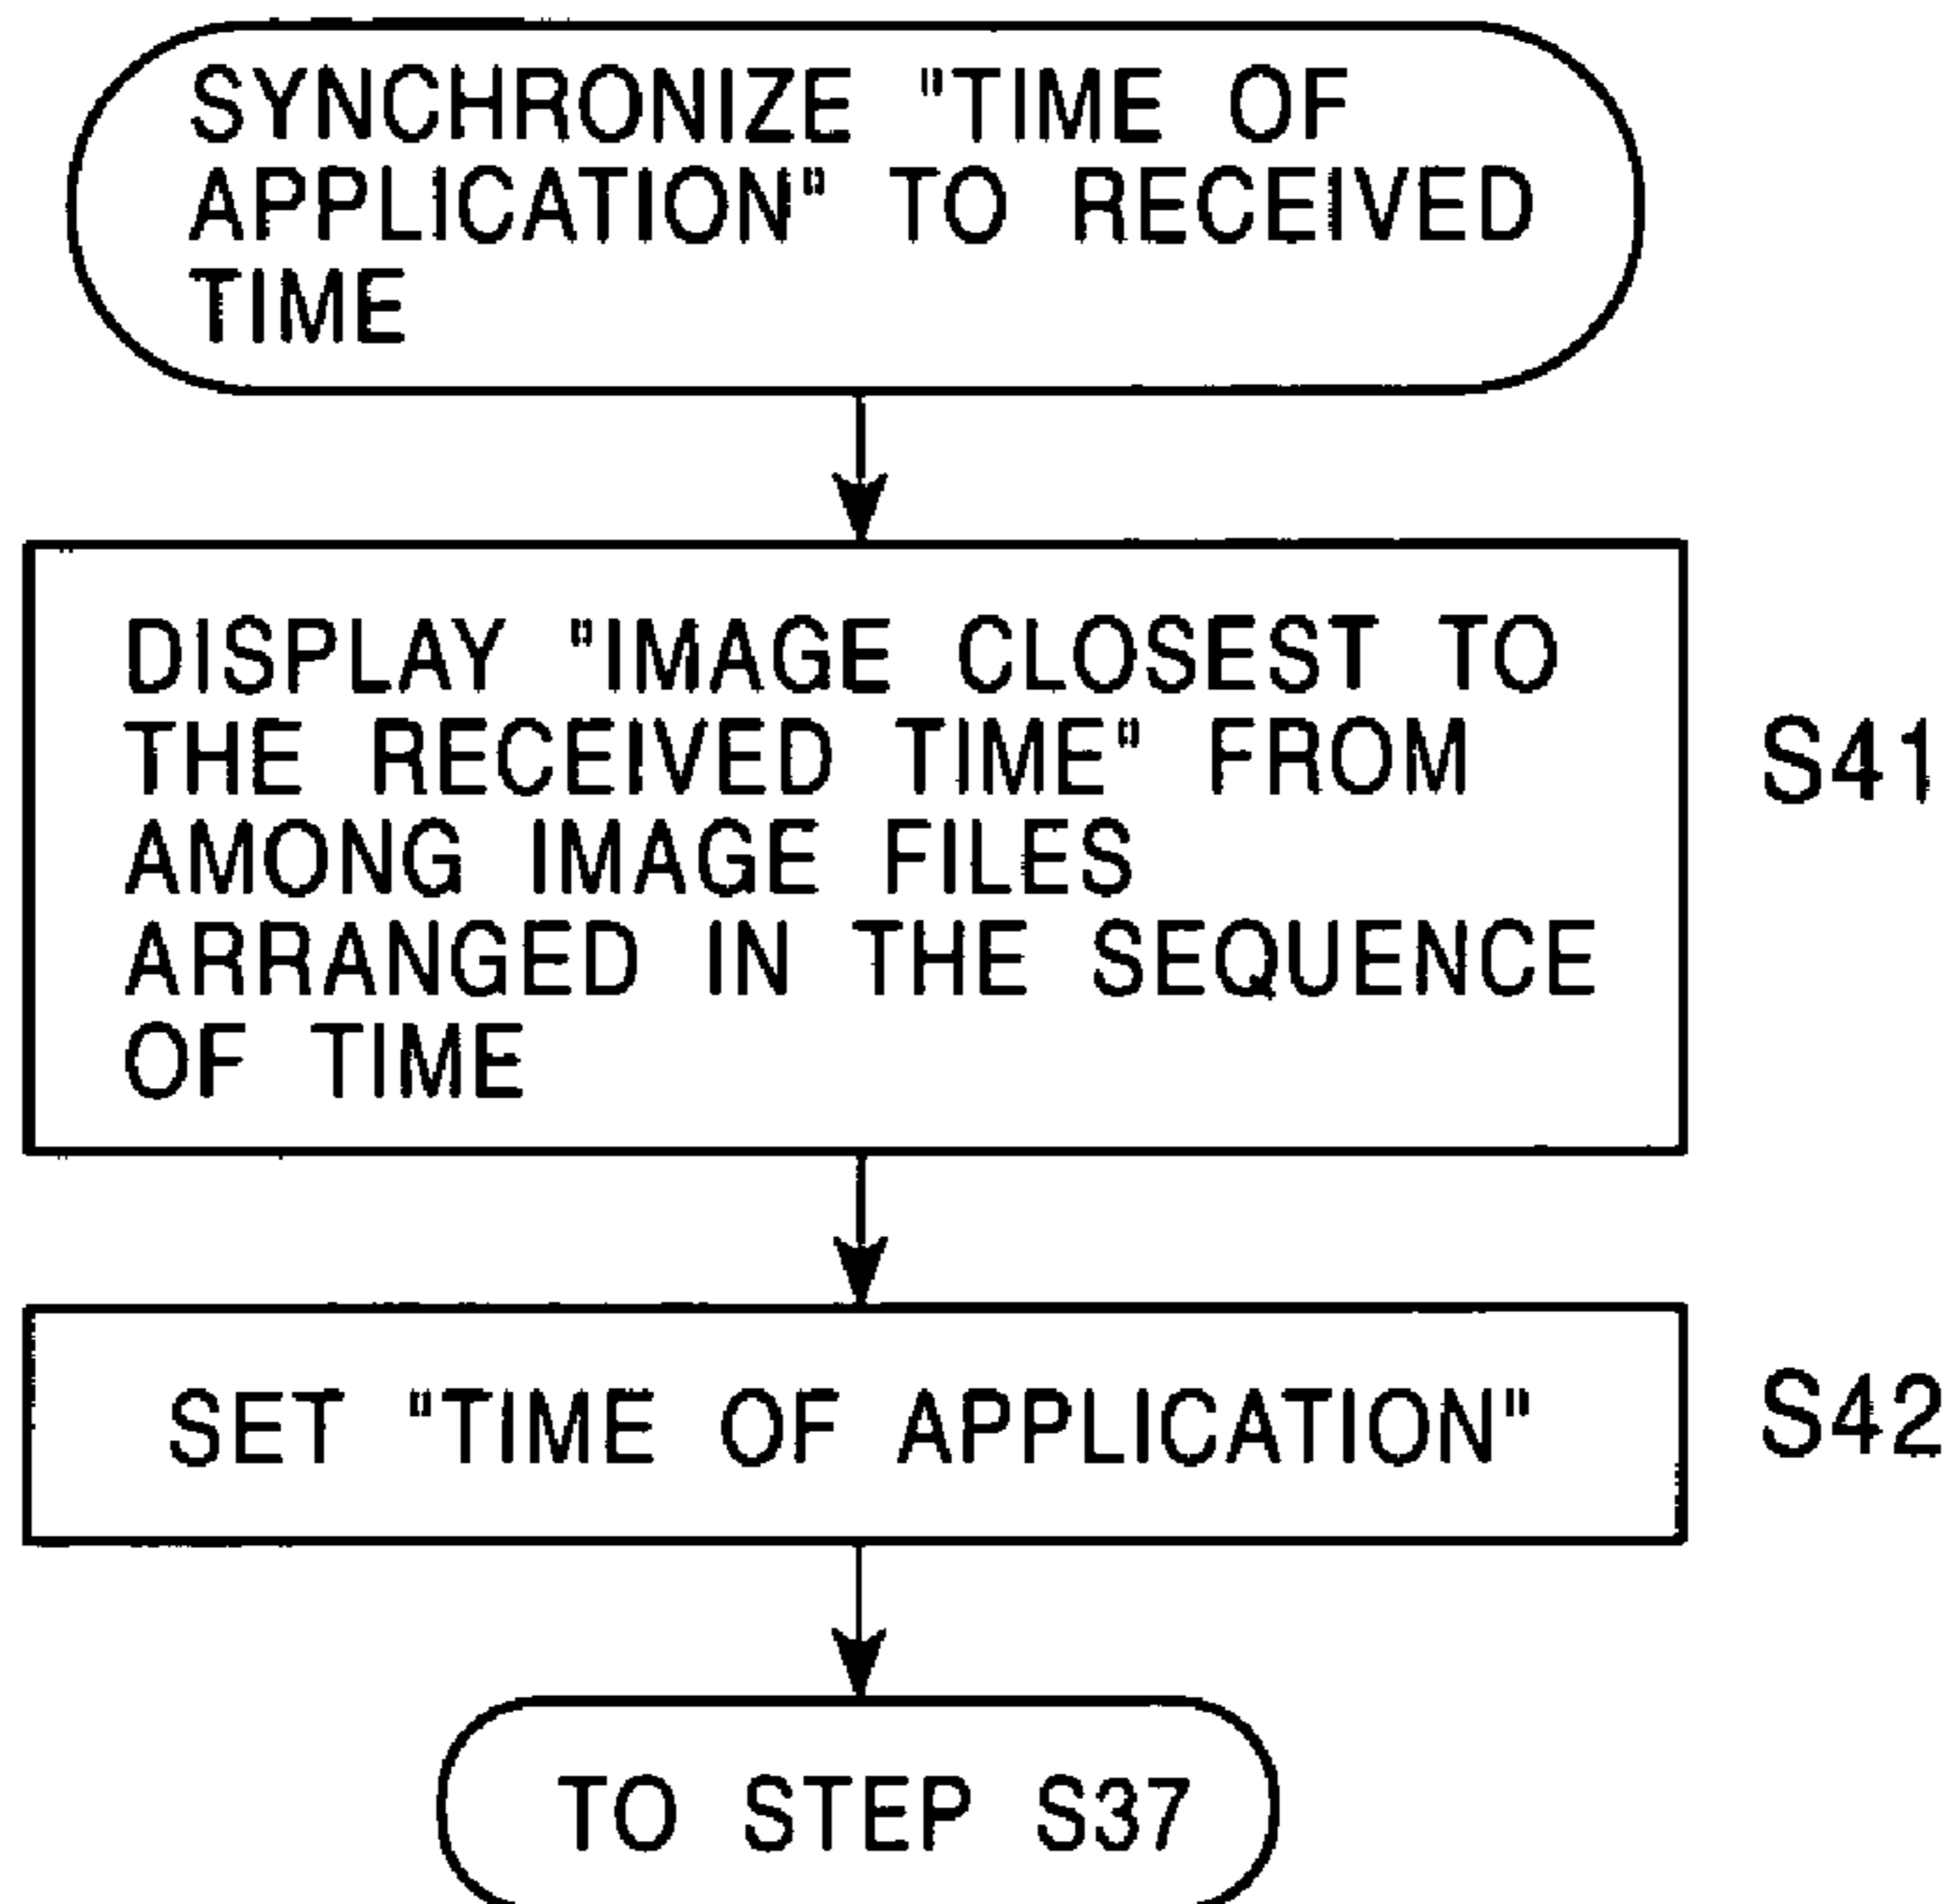 SYNCHRONIZE "TIME OF
APPLICATION" TO RECEIVED
TIME
DISPLAY "IMAGE CLOSEST TO
THE RECEIVED TIME" FROM
AMONG IMAGE FILES
ARRANGED IN THE SEQUENCE
OF TIME
S41
SET "TIME OF APPLICATION"
S42
TO STEP S37